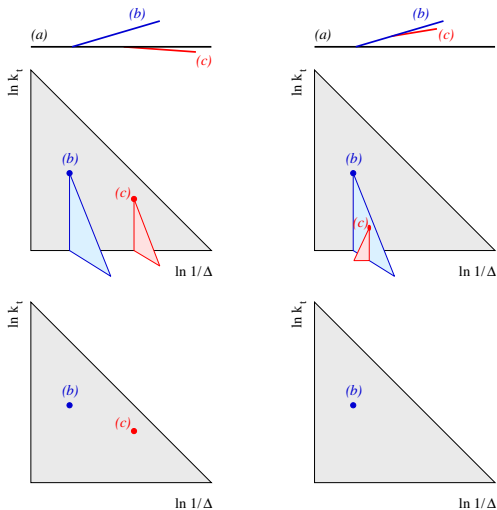 (a) (b) (c)
(a) (b) (c)
ln k_t (b) (c) ln 1/Δ
ln k_t (b) (c) ln 1/Δ
ln k_t (b) (c) ln 1/Δ
ln k_t (b) ln 1/Δ